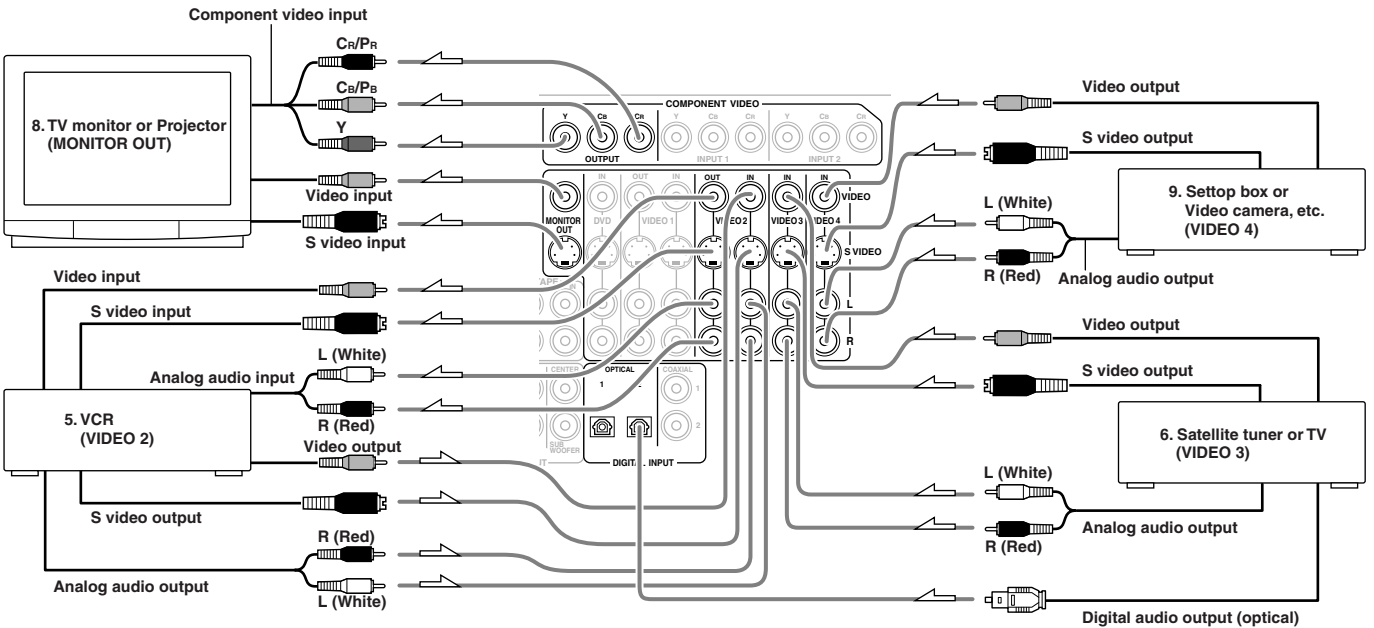 Component video input
CR/PR
CB/PB
Y
8. TV monitor or Projector
(MONITOR OUT)
Video input
S video input
Video input
S video input
L (White)
Analog audio input
R (Red)
5. VCR
(VIDEO 2)
Video output
S video output
R (Red)
Analog audio output
L (White)
COMPONENT VIDEO
Y CB CR Y CB CR Y CB CR
OUTPUT INPUT 1 INPUT 2
IN OUT IN OUT IN IN IN
VIDEO
MONITOR OUT DVD VIDEO 1 VIDEO 2 VIDEO 3 VIDEO 4
S VIDEO
TAPE
IN
L
R
CENTER OPTICAL COAXIAL
1 1
2
SUB
WOOFER
DIGITAL INPUT
Video output
S video output
9. Settop box or
Video camera, etc.
(VIDEO 4)
L (White)
R (Red)
Analog audio output
Video output
S video output
6. Satellite tuner or TV
(VIDEO 3)
L (White)
Analog audio output
R (Red)
Digital audio output (optical)